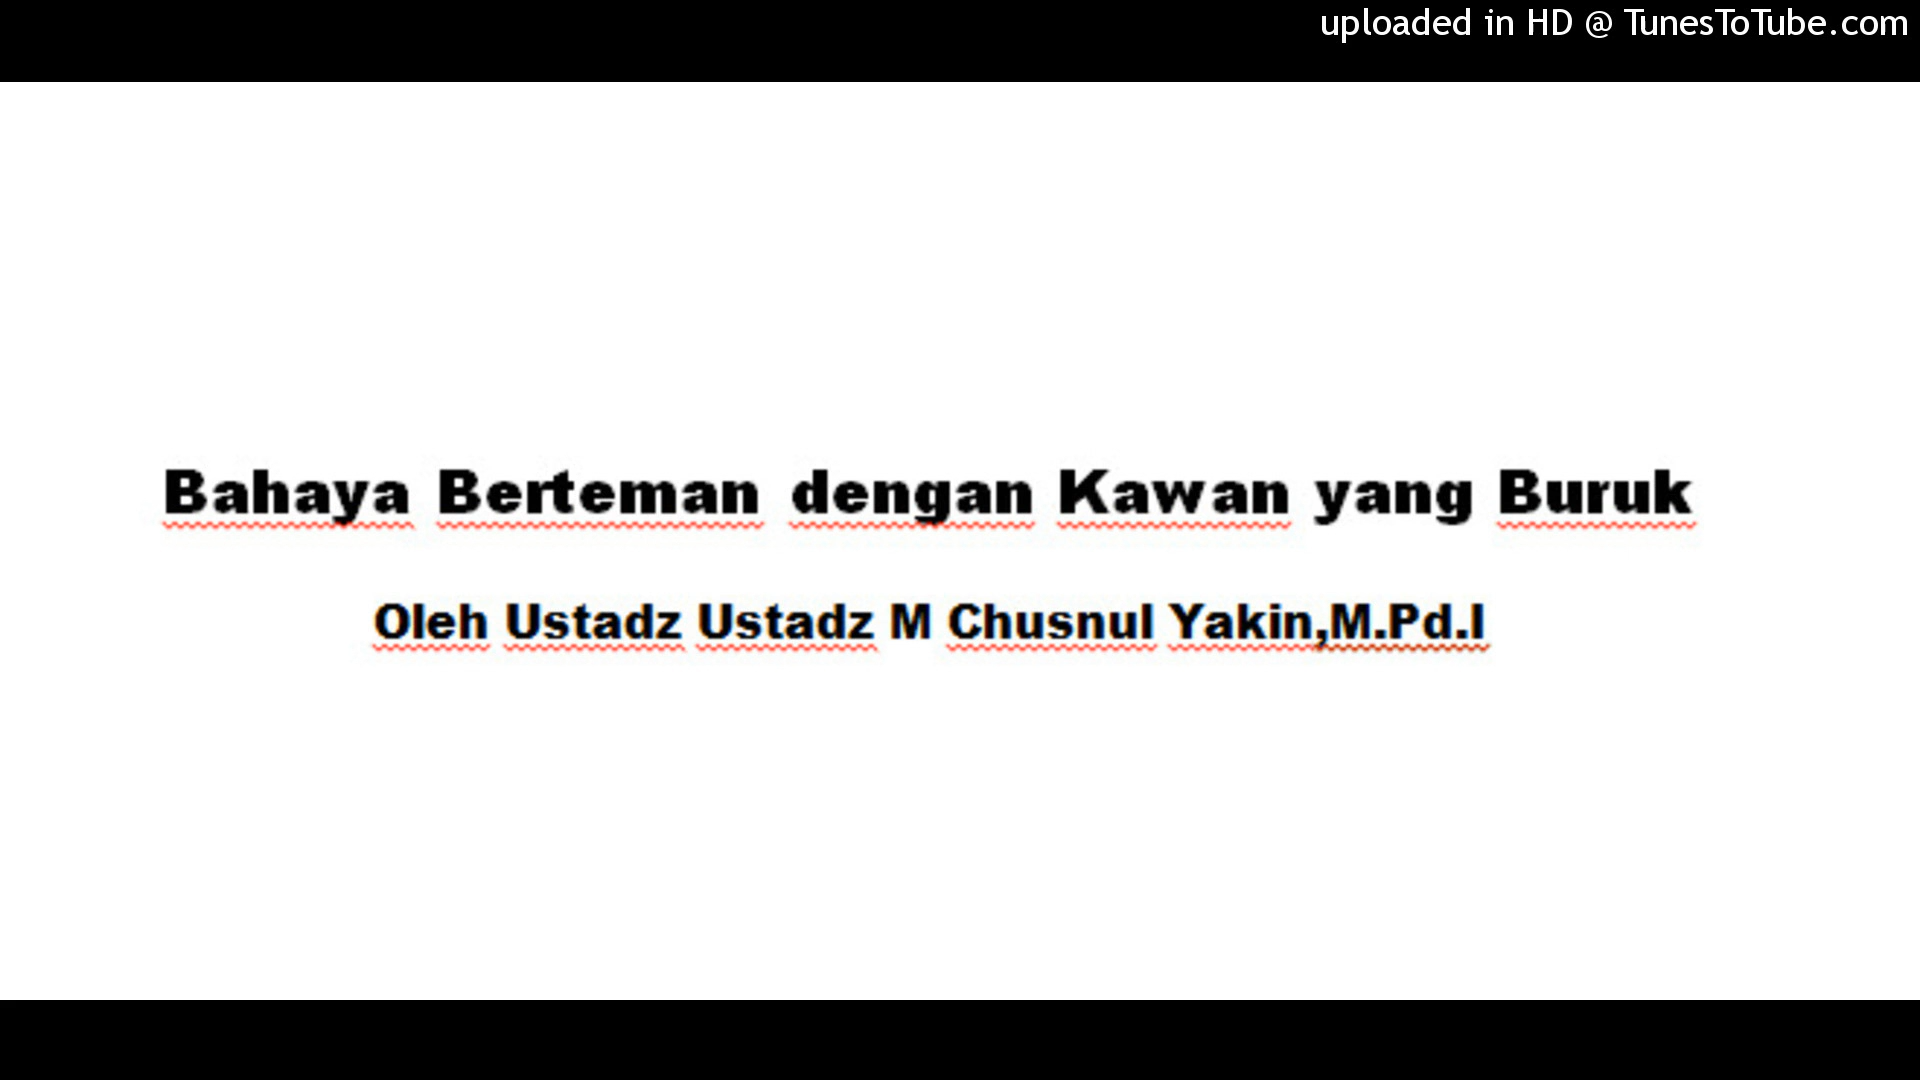 uploaded in HD @ TunesToTube.com
Bahaya Berteman dengan Kawan yang Buruk
Oleh Ustadz Ustadz M Chusnul Yakin,M.Pd.I